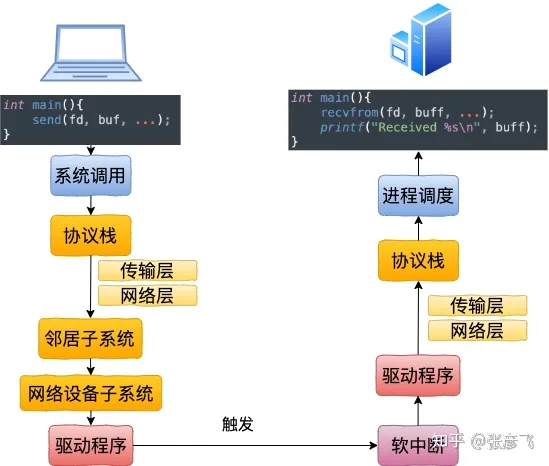 int main(){
send(fd, buf, ...);
}
系统调用
协议栈
传输层
网络层
邻居子系统
网络设备子系统
驱动程序
触发
int main(){
recvfrom(fd, buff, ...);
printf("Received %s\n", buff);
}
进程调度
协议栈
传输层
网络层
驱动程序
软中断
知乎 @张彦飞